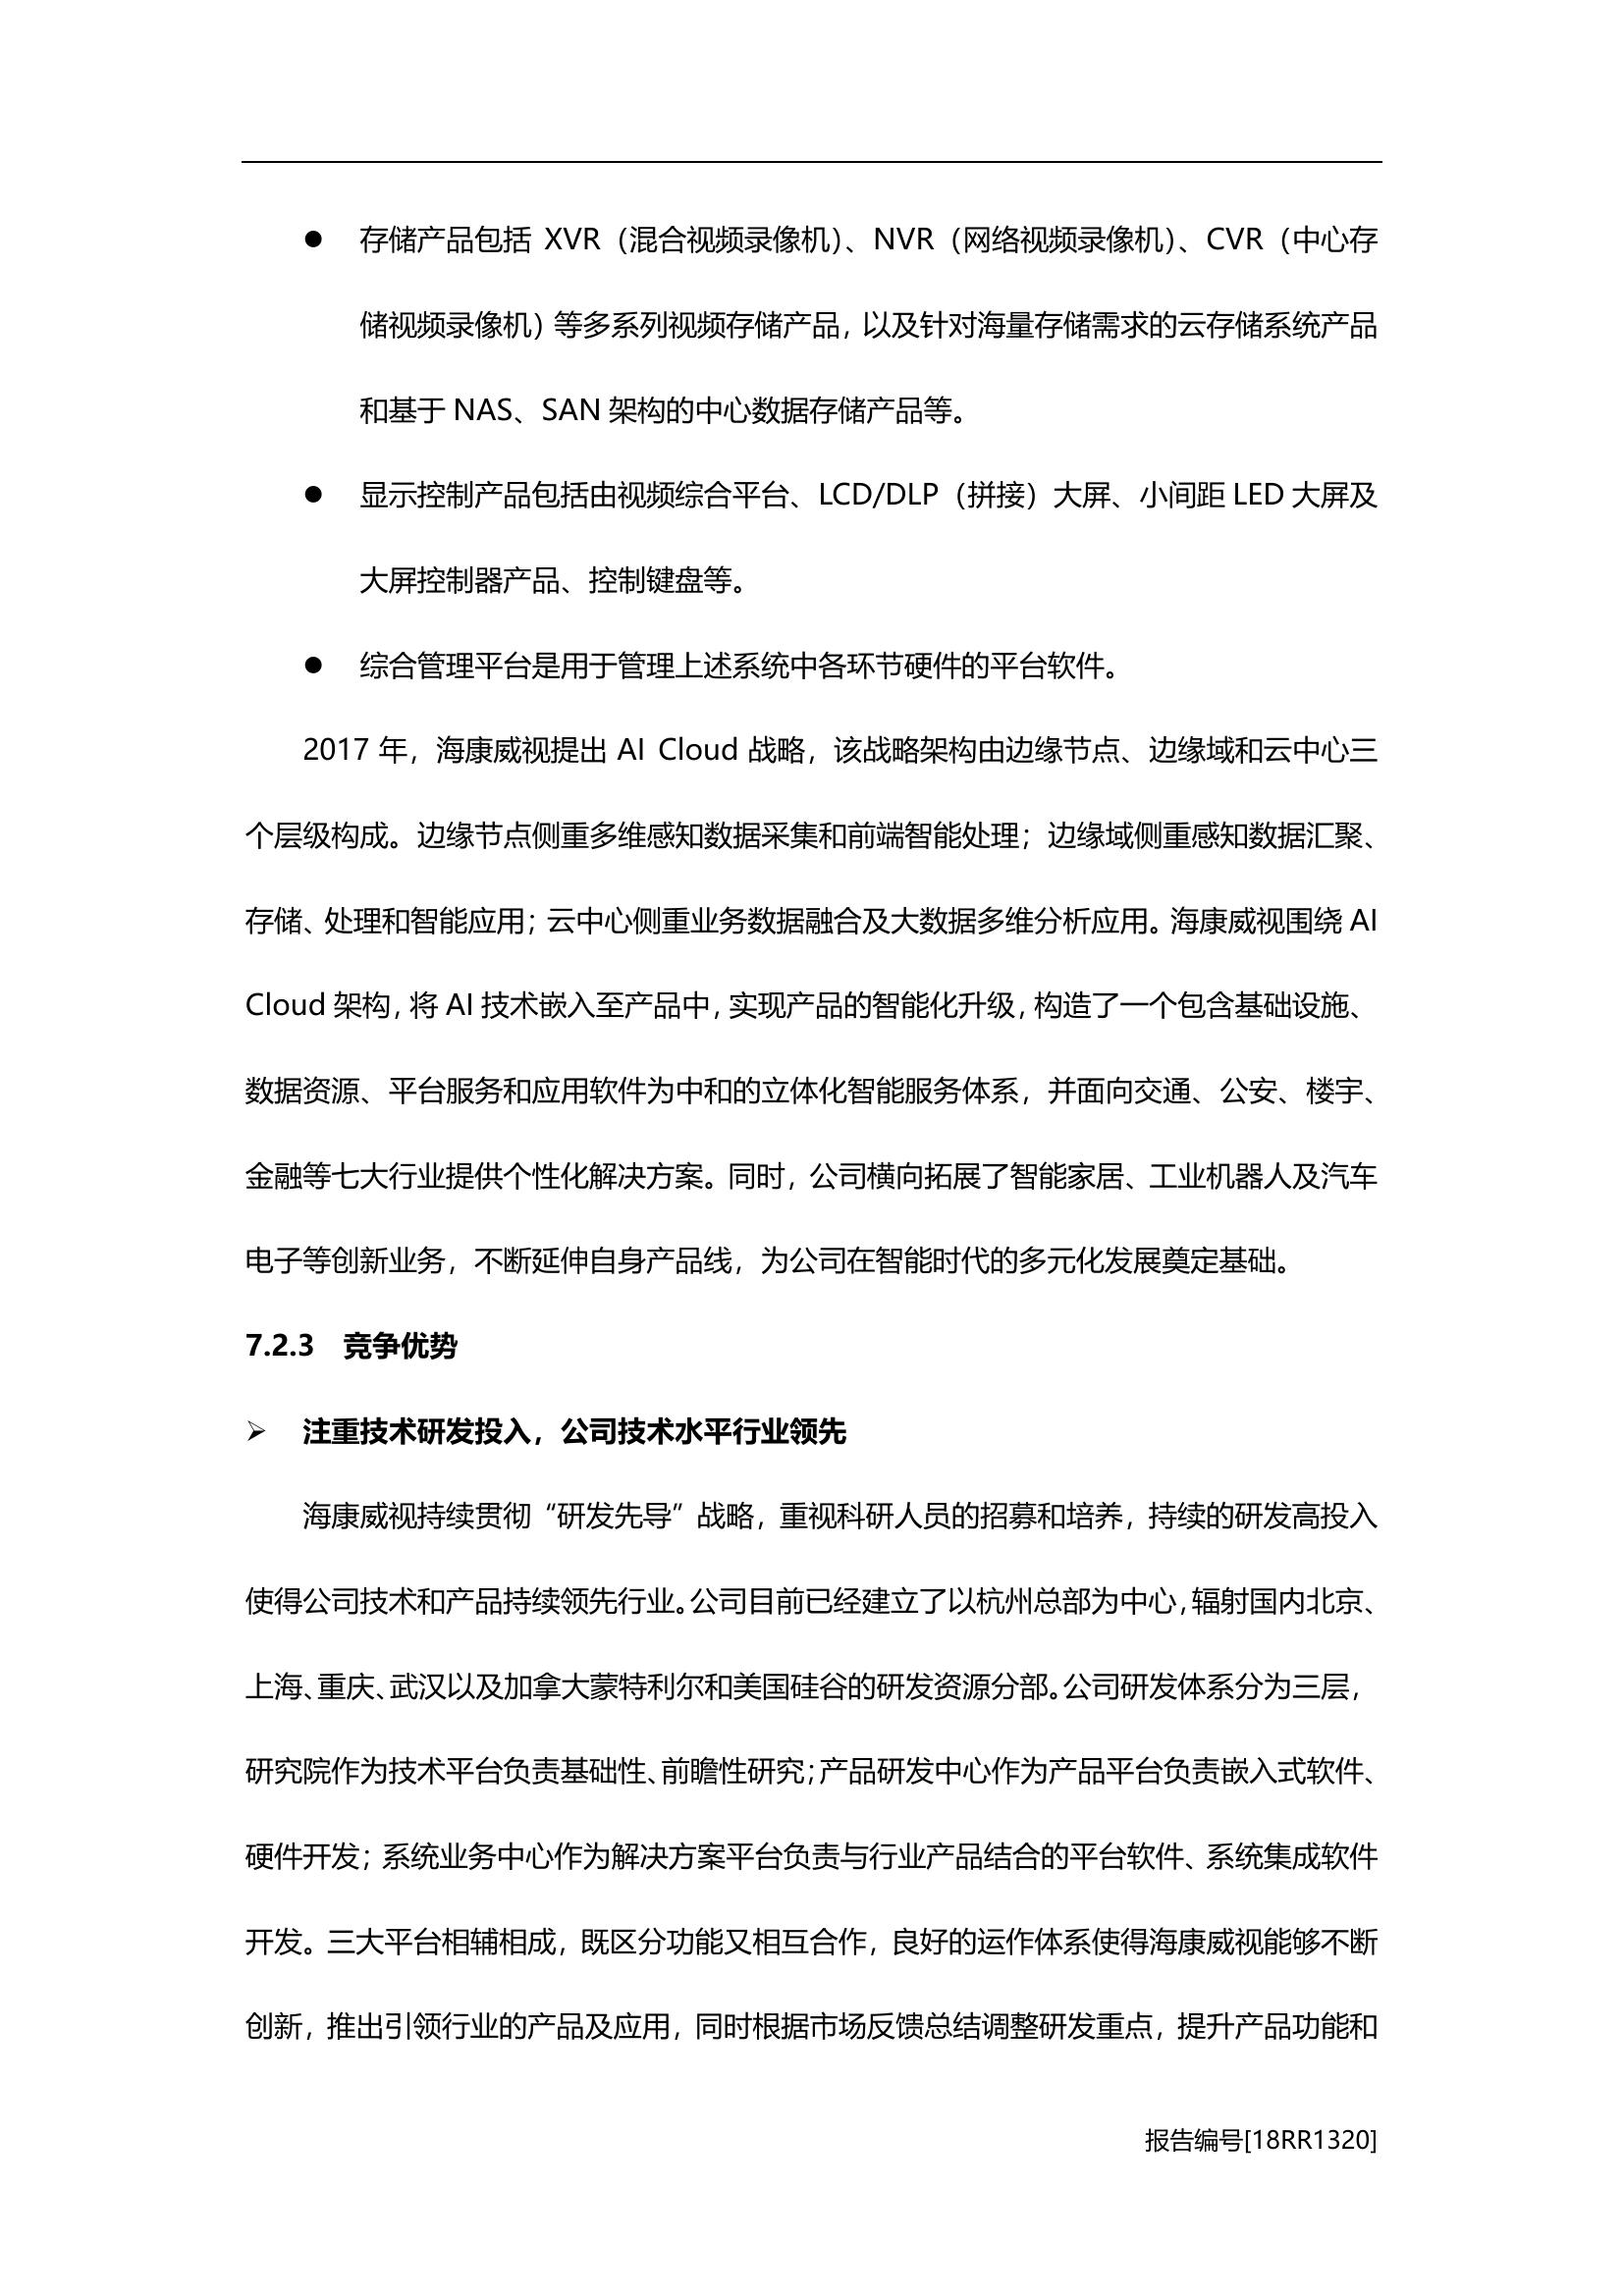 ● 存储产品包括 XVR（混合视频录像机）、NVR（网络视频录像机）、CVR（中心存
储视频录像机）等多系列视频存储产品，以及针对海量存储需求的云存储系统产品
和基于 NAS、SAN 架构的中心数据存储产品等。
● 显示控制产品包括由视频综合平台、LCD/DLP（拼接）大屏、小间距 LED 大屏及
大屏控制器产品、控制键盘等。
● 综合管理平台是用于管理上述系统中各环节硬件的平台软件。
2017 年，海康威视提出 AI Cloud 战略，该战略架构由边缘节点、边缘域和云中心三
个层级构成。边缘节点侧重多维感知数据采集和前端智能处理；边缘域侧重感知数据汇聚、
存储、处理和智能应用；云中心侧重业务数据融合及大数据多维分析应用。海康威视围绕 AI
Cloud 架构，将 AI 技术嵌入至产品中，实现产品的智能化升级，构造了一个包含基础设施、
数据资源、平台服务和应用软件为中和的立体化智能服务体系，并面向交通、公安、楼宇、
金融等七大行业提供个性化解决方案。同时，公司横向拓展了智能家居、工业机器人及汽车
电子等创新业务，不断延伸自身产品线，为公司在智能时代的多元化发展奠定基础。
7.2.3 竞争优势
➢ 注重技术研发投入，公司技术水平行业领先
海康威视持续贯彻“研发先导”战略，重视科研人员的招募和培养，持续的研发高投入
使得公司技术和产品持续领先行业。公司目前已经建立了以杭州总部为中心，辐射国内北京、
上海、重庆、武汉以及加拿大蒙特利尔和美国硅谷的研发资源分部。公司研发体系分为三层，
研究院作为技术平台负责基础性、前瞻性研究；产品研发中心作为产品平台负责嵌入式软件、
硬件开发；系统业务中心作为解决方案平台负责与行业产品结合的平台软件、系统集成软件
开发。三大平台相辅相成，既区分功能又相互合作，良好的运作体系使得海康威视能够不断
创新，推出引领行业的产品及应用，同时根据市场反馈总结调整研发重点，提升产品功能和
报告编号[18RR1320]